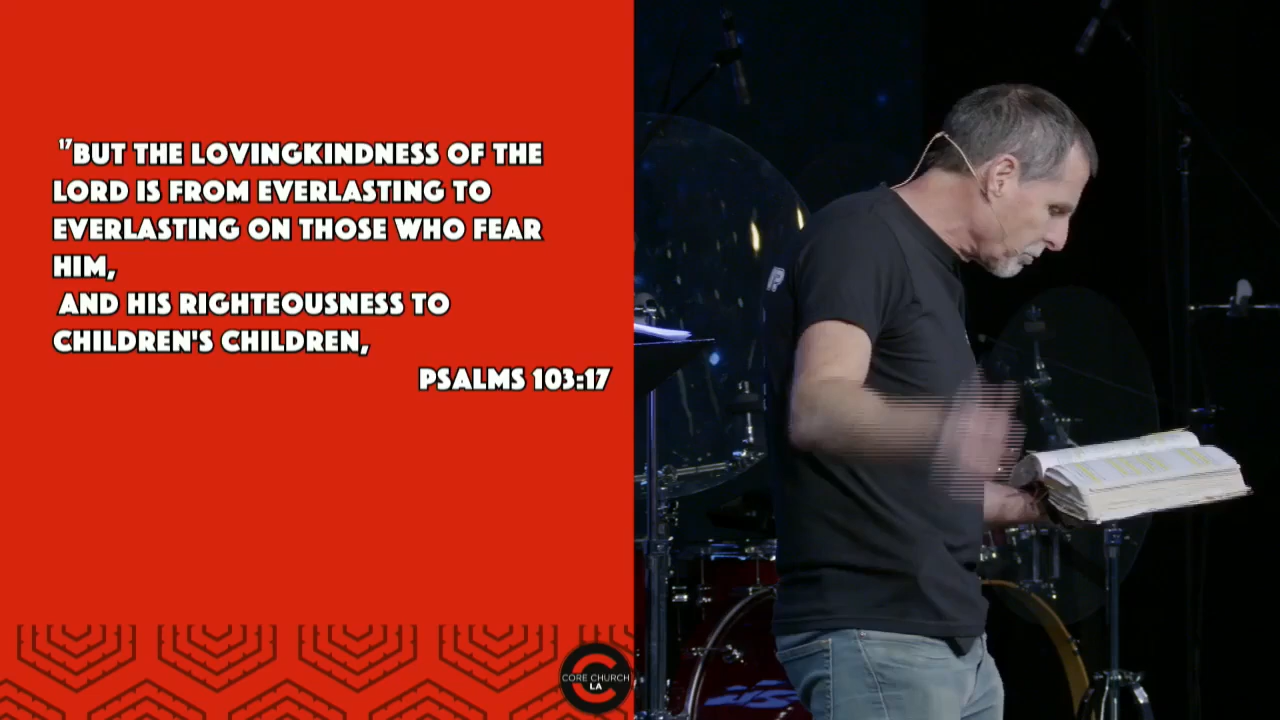 17BUT THE LOVINGKINDNESS OF THE
LORD IS FROM EVERLASTING TO
EVERLASTING ON THOSE WHO FEAR
HIM,
AND HIS RIGHTEOUSNESS TO
CHILDREN'S CHILDREN,
PSALMS 103:17
CORE CHURCH
LA